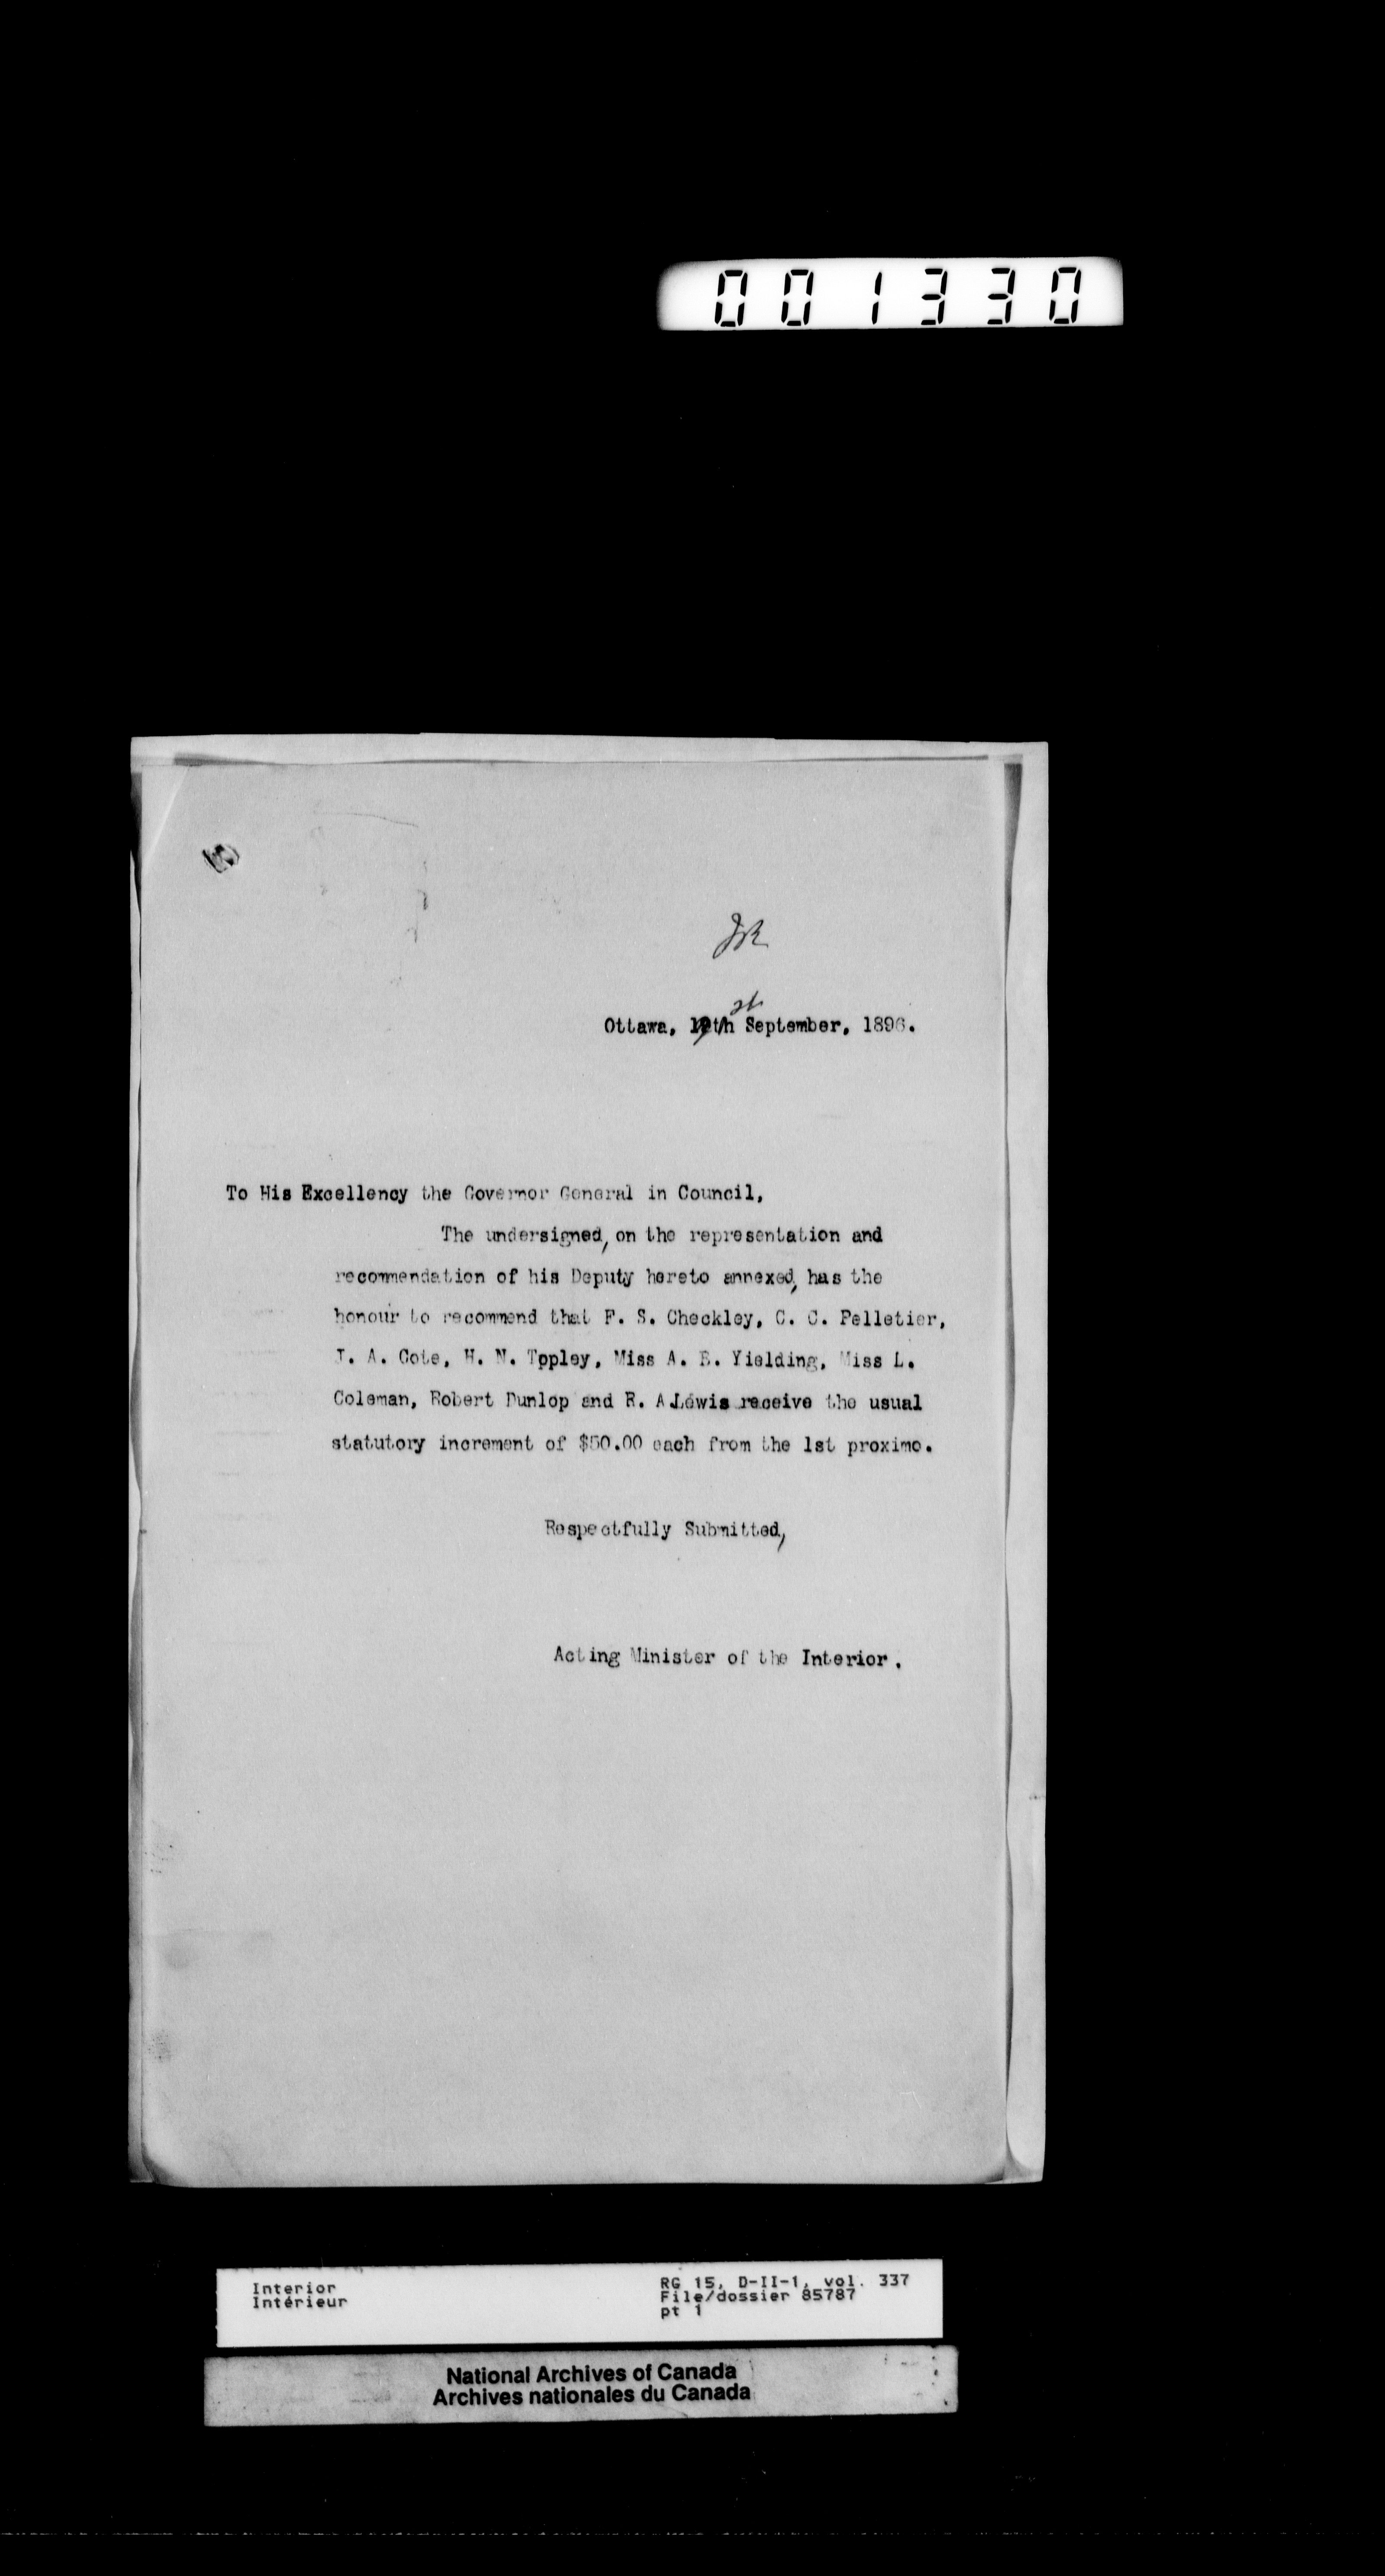 001330
Ottawa, 19th September, 1896.
To His Excellency the Governor General in Council,
The undersigned, on the representation and
recommendation of his Deputy hereto annexed, has the
honour to recommend that F. S. Checkley, C. C. Pelletier,
J. A. Cote, H. N. Topley, Miss A. E. Yielding, Miss L.
Coleman, Robert Dunlop and R. A.Lewis receive the usual
statutory increment of $50.00 each from the 1st proximo.
Respectfully Submitted,
Acting Minister of the Interior.
Interior
Intérieur
RG 15, D-II-1, vol. 337
File/dossier 85787
pt 1
National Archives of Canada
Archives nationales du Canada